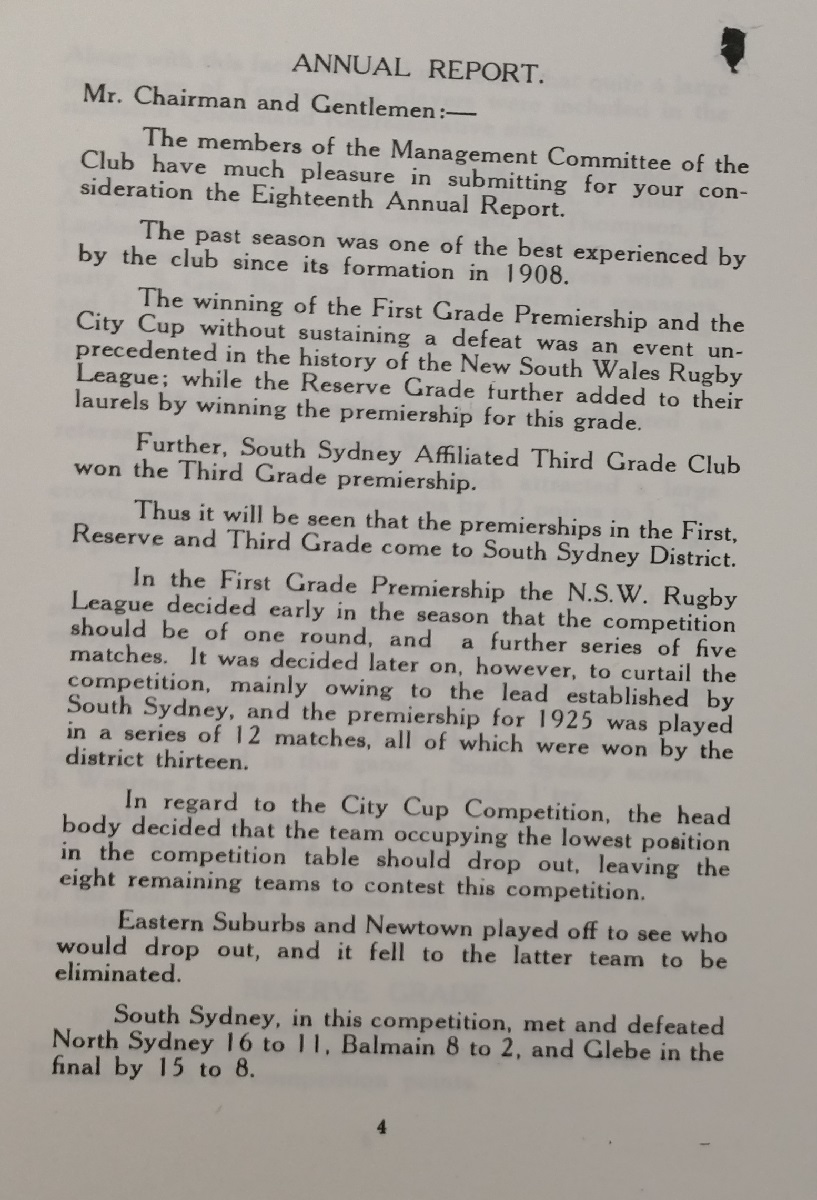 ANNUAL REPORT.
Mr. Chairman and Gentlemen:—
The members of the Management Committee of the
Club have much pleasure in submitting for your con-
sideration the Eighteenth Annual Report.
The past season was one of the best experienced by
by the club since its formation in 1908.
The winning of the First Grade Premiership and the
City Cup without sustaining a defeat was an event un-
precedented in the history of the New South Wales Rugby
League; while the Reserve Grade further added to their
laurels by winning the premiership for this grade.
Further, South Sydney Affiliated Third Grade Club
won the Third Grade premiership.
Thus it will be seen that the premierships in the First,
Reserve and Third Grade come to South Sydney District.
In the First Grade Premiership the N.S.W. Rugby
League decided early in the season that the competition
should be of one round, and a further series of five
matches. It was decided later on, however, to curtail the
competition, mainly owing to the lead established by
South Sydney, and the premiership for 1925 was played
in a series of 12 matches, all of which were won by the
district thirteen.
In regard to the City Cup Competition, the head
body decided that the team occupying the lowest position
in the competition table should drop out, leaving the
eight remaining teams to contest this competition.
Eastern Suburbs and Newtown played off to see who
would drop out, and it fell to the latter team to be
eliminated.
South Sydney, in this competition, met and defeated
North Sydney 16 to 11, Balmain 8 to 2, and Glebe in the
final by 15 to 8.
4